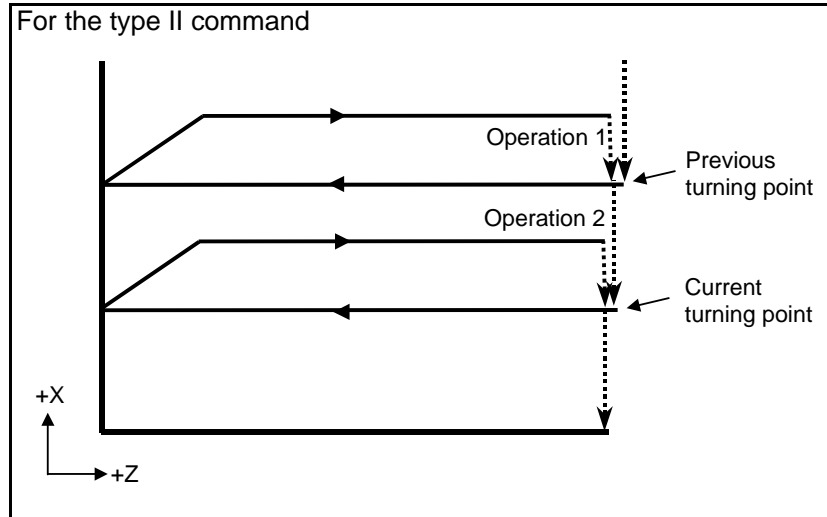 For the type II command
Operation 1
Previous
turning point
Operation 2
Current
turning point
+X
+Z